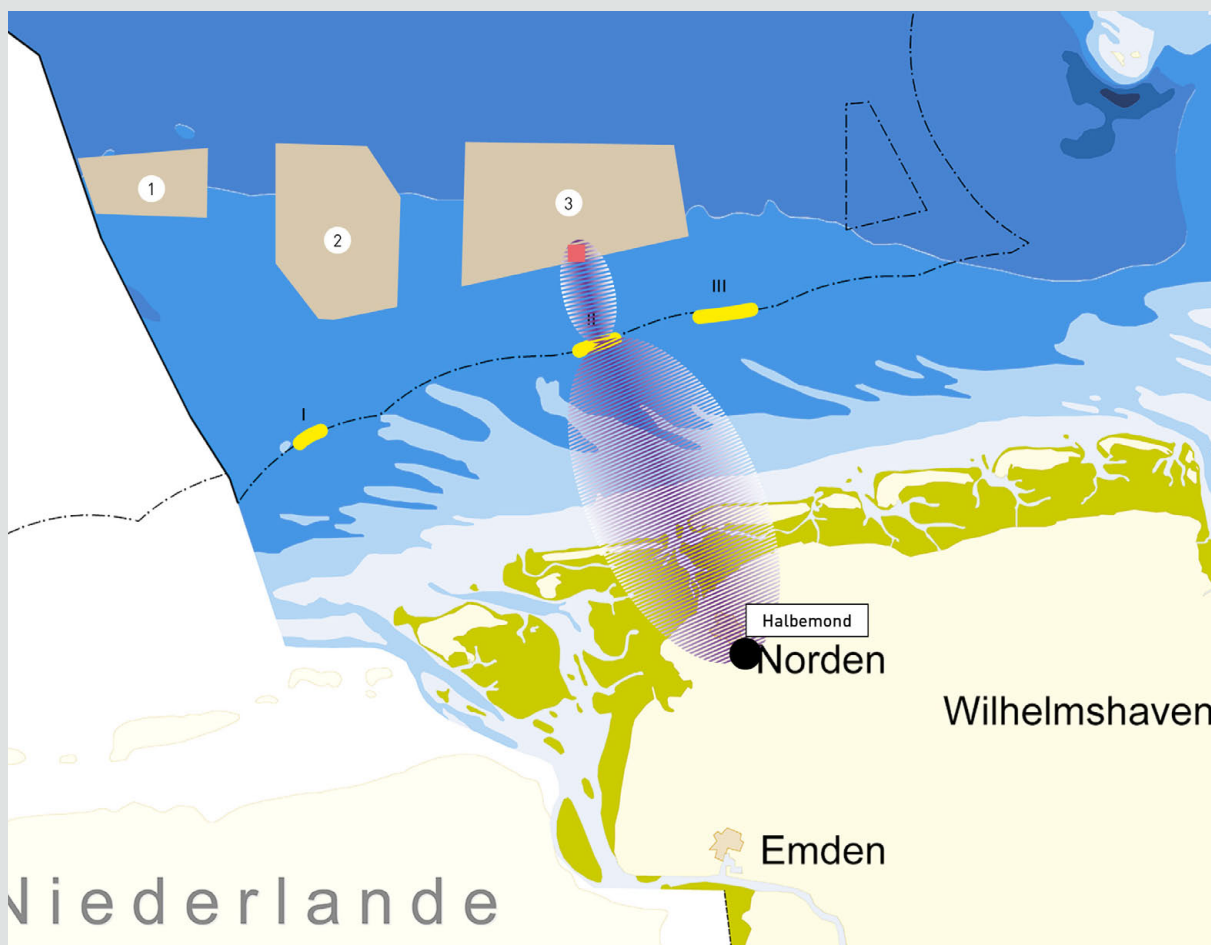 1
2
3
III
II
I
Halbemond
Norden
Wilhelmshaven
Emden
Niederlande